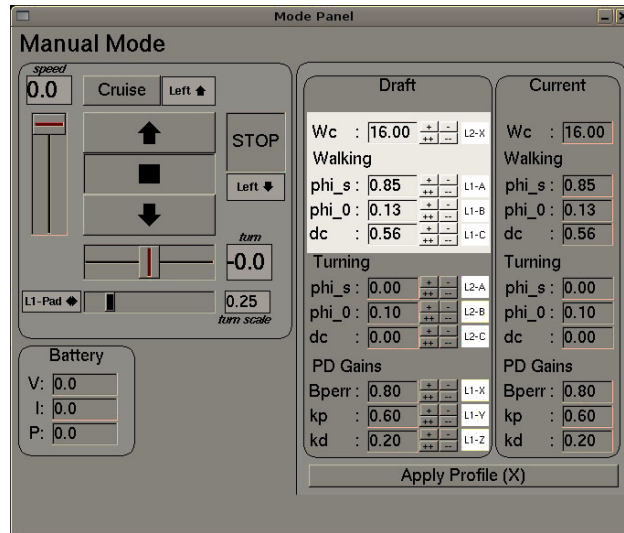 Mode Panel
Manual Mode
speed
0.0
Cruise
Left
STOP
Left
turn
-0.0
L1-Pad
0.25
turn scale
Battery
V: 0.0
I: 0.0
P: 0.0
Draft
Wc : 16.00 + - ++ -- L2-X
Walking
phi_s : 0.85 + - ++ -- L1-A
phi_0 : 0.13 + - ++ -- L1-B
dc : 0.56 + - ++ -- L1-C
Turning
phi_s : 0.00 + - ++ -- L2-A
phi_0 : 0.10 + - ++ -- L2-B
dc : 0.00 + - ++ -- L2-C
PD Gains
Bperr : 0.80 + - ++ -- L1-X
kp : 0.60 + - ++ -- L1-Y
kd : 0.20 + - ++ -- L1-Z
Current
Wc : 16.00
Walking
phi_s : 0.85
phi_0 : 0.13
dc : 0.56
Turning
phi_s : 0.00
phi_0 : 0.10
dc : 0.00
PD Gains
Bperr : 0.80
kp : 0.60
kd : 0.20
Apply Profile (X)